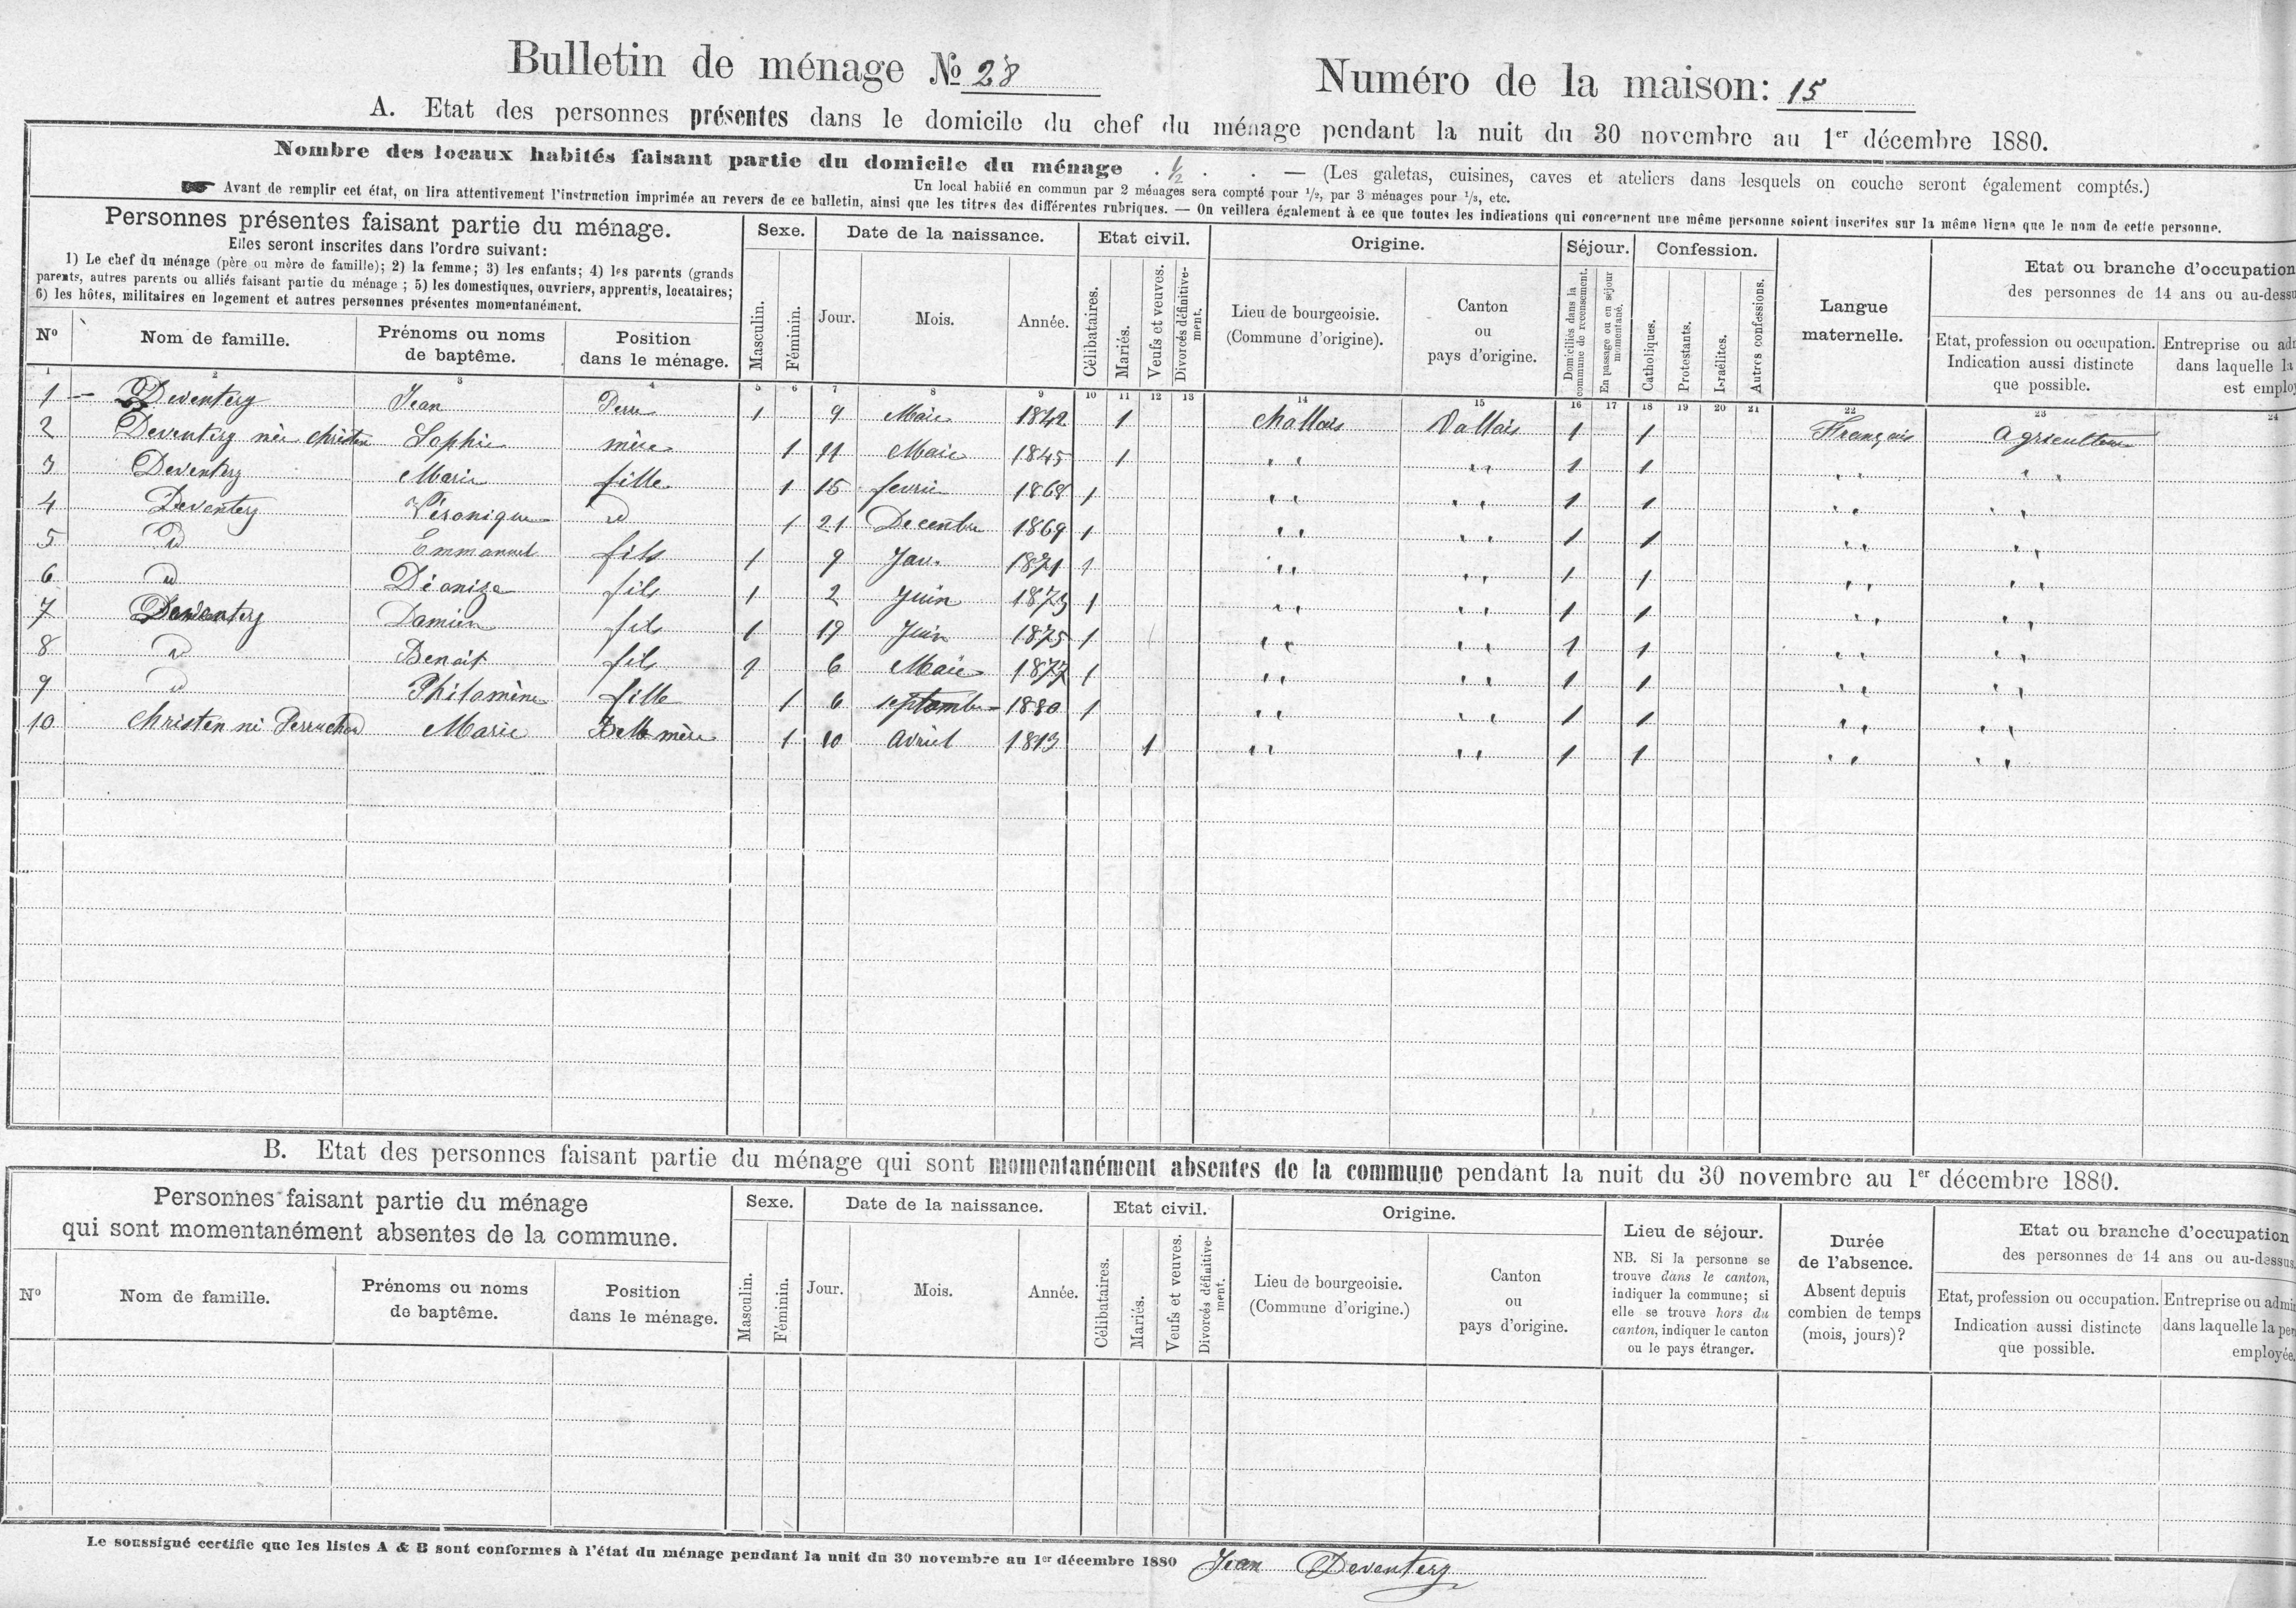 Bulletin de ménage № 28
Numéro de la maison: 15
A. Etat des personnes présentes dans le domicile du chef du ménage pendant la nuit du 30 novembre au 1er décembre 1880.
Nombre des locaux habités faisant partie du domicile du ménage . ½ . . — (Les galetas, cuisines, caves et ateliers dans lesquels on couche seront également comptés.)
Un local habité en commun par 2 ménages sera compté pour 1/2, par 3 ménages pour 1/3, etc.
☛ Avant de remplir cet état, on lira attentivement l'instruction imprimée au revers de ce bulletin, ainsi que les titres des différentes rubriques. — On veillera également à ce que toutes les indications qui concernent une même personne soient inscrites sur la même ligne que le nom de cette personne.
Personnes présentes faisant partie du ménage.
Elles seront inscrites dans l'ordre suivant:
1) Le chef du ménage (père ou mère de famille); 2) la femme; 3) les enfants; 4) les parents (grands
parents, autres parents ou alliés faisant partie du ménage ; 5) les domestiques, ouvriers, apprentis, locataires;
6) les hôtes, militaires en logement et autres personnes présentes momentanément.
Sexe. Date de la naissance. Etat civil. Origine. Séjour. Confession. Langue maternelle. Etat ou branche d'occupation
des personnes de 14 ans ou au-dessu
No Nom de famille. Prénoms ou noms de baptême. Position dans le ménage. Masculin. Féminin. Jour. Mois. Année. Célibataires. Mariés. Veufs et veuves. Divorcés définitivement. Lieu de bourgeoisie. (Commune d'origine). Canton ou pays d'origine. Domiciliés dans la commune de recensement. En passage ou en séjour momentané. Catholiques. Protestants. Israélites. Autres confessions. Etat, profession ou occupation. Indication aussi distincte que possible. Entreprise ou adm dans laquelle la est employ
1 2 3 4 5 6 7 8 9 10 11 12 13 14 15 16 17 18 19 20 21 22 23 24
1 – Deventery Jean Perre 1 9 Maie 1842 1 Challais Vallais 1 1 Français Agriculteur
2 Deventery née christen Sophie mère 1 11 Maie 1845 1 " " 1 1 " "
3 Deventery Marie fille 1 15 fevrier 1868 1 " " 1 1 " "
4 Deventery Véronique d 1 21 Decembre 1869 1 " " 1 1 " "
5 d Emmanuel fils 1 9 Jan. 1871 1 " " 1 1 " "
6 d Déonise fils 1 2 Juin 1873 1 " " 1 1 " "
7 Deventery Damien fils 1 19 Juin 1875 1 " " 1 1 " "
8 d Benoit fils 1 6 Maie 1877 1 " " 1 1 " "
9 d Philomène fille 1 6 septembre 1880 1 " " 1 1 " "
10 christen né Perruchod Marie Belle mère 1 10 Avriel 1813 1 " " 1 1 " "
B. Etat des personnes faisant partie du ménage qui sont momentanément absentes de la commune pendant la nuit du 30 novembre au 1er décembre 1880.
Personnes faisant partie du ménage
qui sont momentanément absentes de la commune.
Sexe. Date de la naissance. Etat civil. Origine. Lieu de séjour. Durée de l'absence. Etat ou branche d'occupation
des personnes de 14 ans ou au-dessus
No Nom de famille. Prénoms ou noms de baptême. Position dans le ménage. Masculin. Féminin. Jour. Mois. Année. Célibataires. Mariés. Veufs et veuves. Divorcés définitivement. Lieu de bourgeoisie. (Commune d'origine.) Canton ou pays d'origine.
NB. Si la personne se
trouve dans le canton,
indiquer la commune; si
elle se trouve hors du
canton, indiquer le canton
ou le pays étranger.
Absent depuis
combien de temps
(mois, jours)?
Etat, profession ou occupation. Indication aussi distincte que possible. Entreprise ou admi dans laquelle la per employée
Le soussigné certifie que les listes A & B sont conformes à l'état du ménage pendant la nuit du 30 novembre au 1er décembre 1880 Jean Deventery